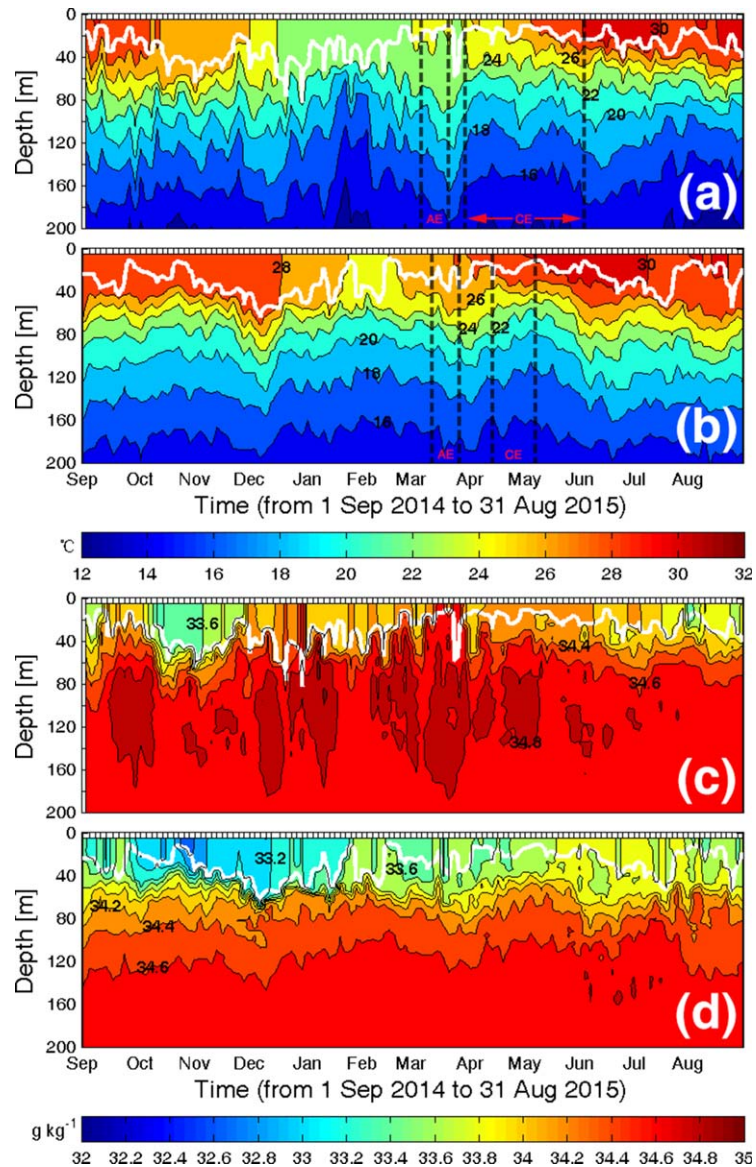 0
40
80
120
160
200
Depth [m]
30
24
26
22
20
18
16
AE
CE
(a)
0
40
80
120
160
200
Depth [m]
28
30
26
24
22
20
18
16
AE
CE
(b)
Sep Oct Nov Dec Jan Feb Mar Apr May Jun Jul Aug
Time (from 1 Sep 2014 to 31 Aug 2015)
℃
12 14 16 18 20 22 24 26 28 30 32
0
40
80
120
160
200
Depth [m]
33.6
34.4
34.6
34.8
(c)
0
40
80
120
160
200
Depth [m]
33.2
33.6
34.2
34.4
34.6
(d)
Sep Oct Nov Dec Jan Feb Mar Apr May Jun Jul Aug
Time (from 1 Sep 2014 to 31 Aug 2015)
g kg⁻¹
32 32.2 32.4 32.6 32.8 33 33.2 33.4 33.6 33.8 34 34.2 34.4 34.6 34.8 35